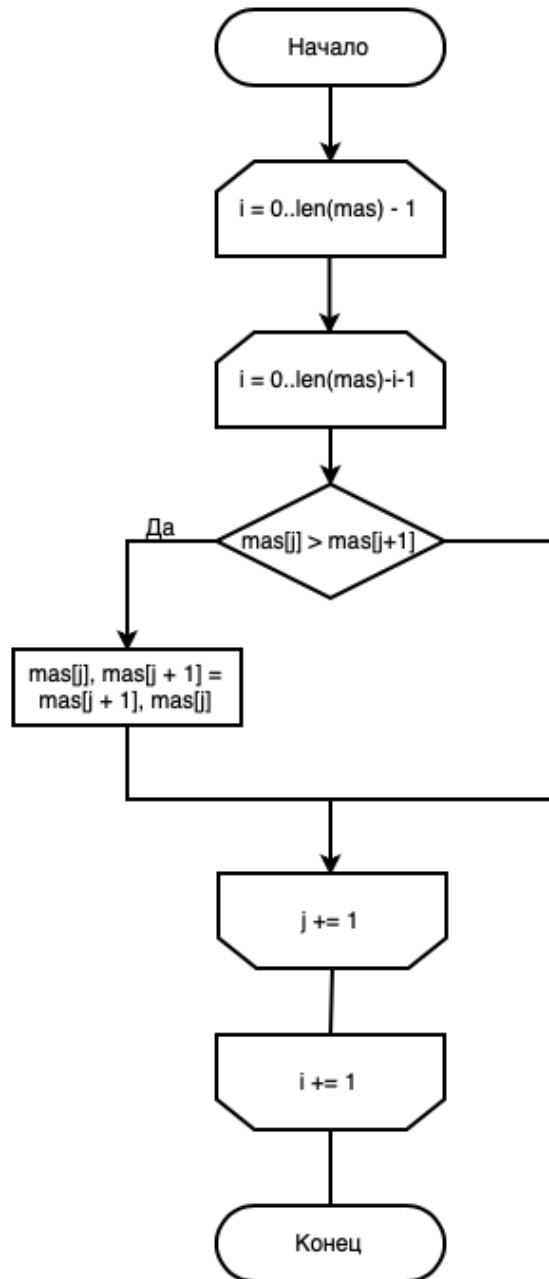 Начало
i = 0..len(mas) - 1
i = 0..len(mas)-i-1
Да
mas[j] > mas[j+1]
mas[j], mas[j + 1] =
mas[j + 1], mas[j]
j += 1
i += 1
Конец